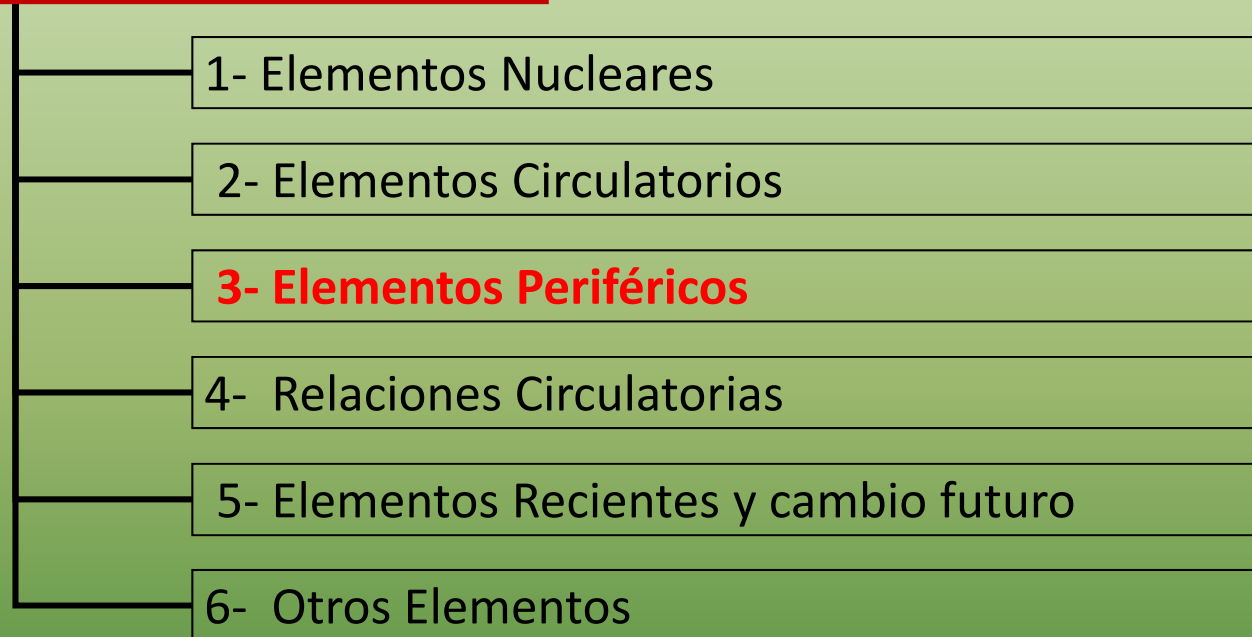 1- Elementos Nucleares
2- Elementos Circulatorios
3- Elementos Periféricos
4- Relaciones Circulatorias
5- Elementos Recientes y cambio futuro
6- Otros Elementos